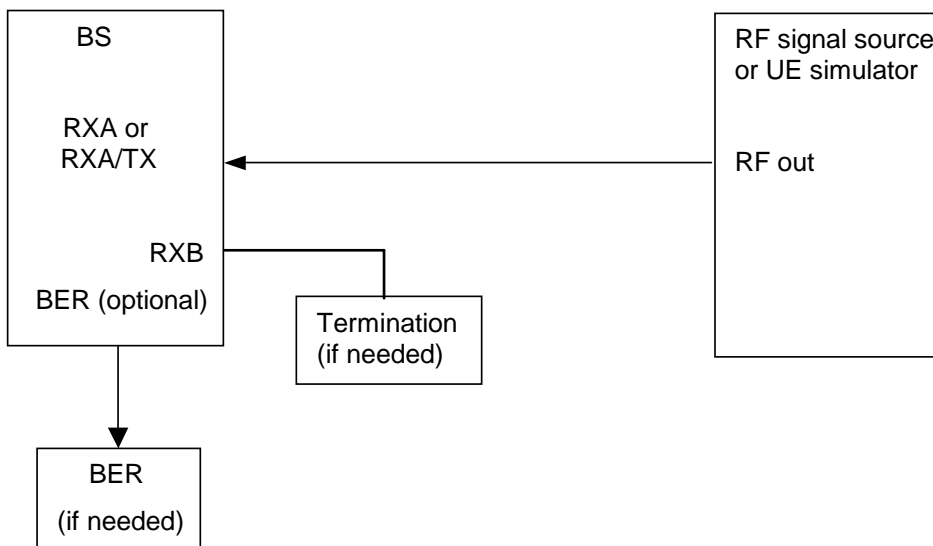 BS
RXA or
RXA/TX
RXB
BER (optional)
RF signal source
or UE simulator
RF out
Termination
(if needed)
BER
(if needed)